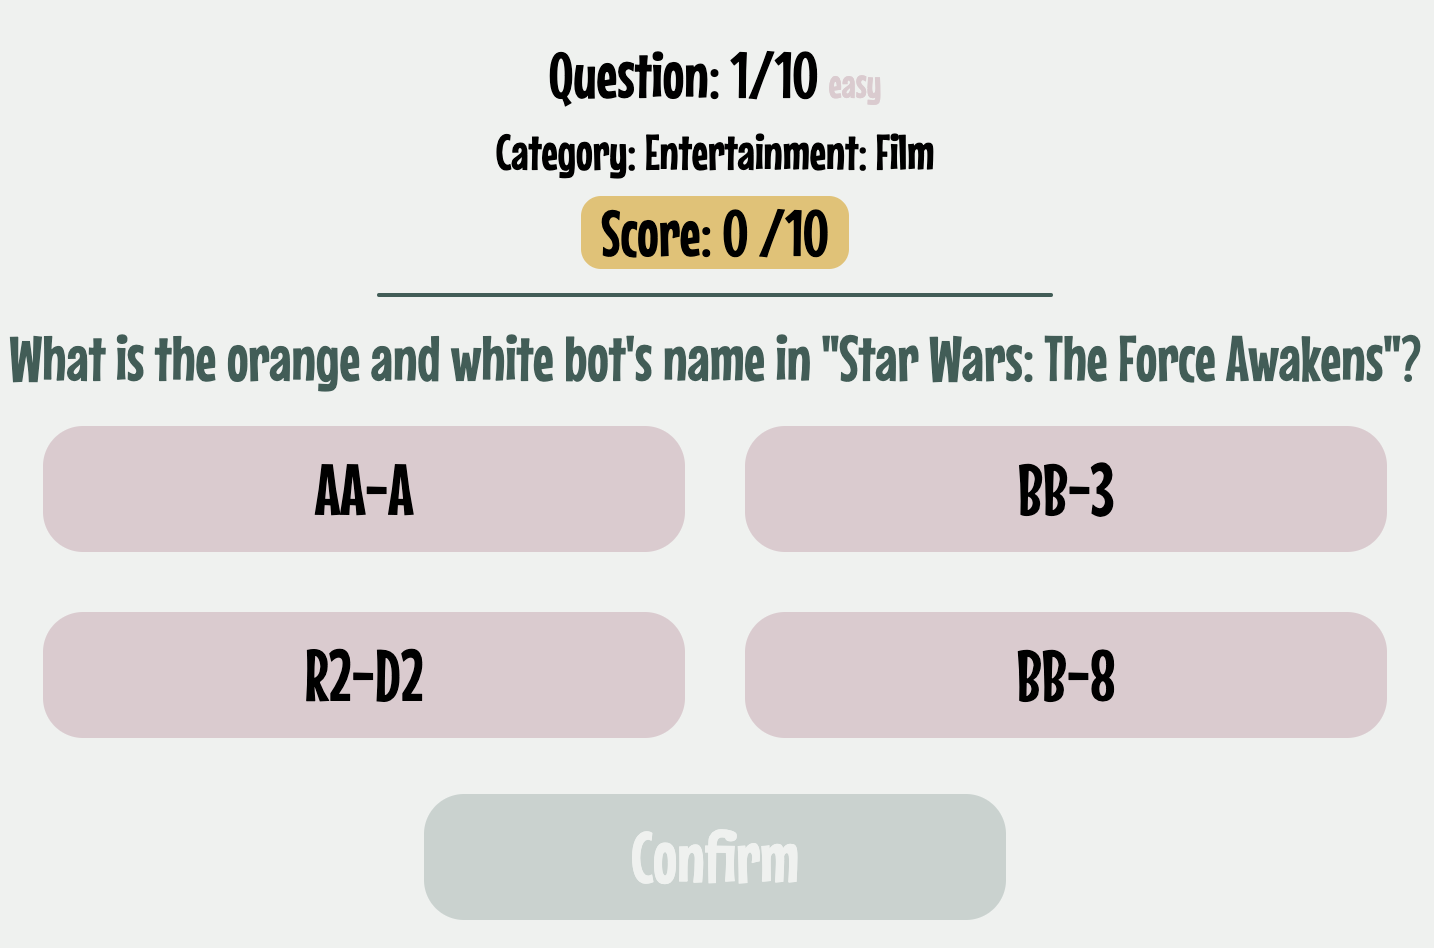 Question: 1/10 easy
Category: Entertainment: Film
Score: 0 /10
What is the orange and white bot's name in "Star Wars: The Force Awakens"?
AA-A
BB-3
R2-D2
BB-8
Confirm